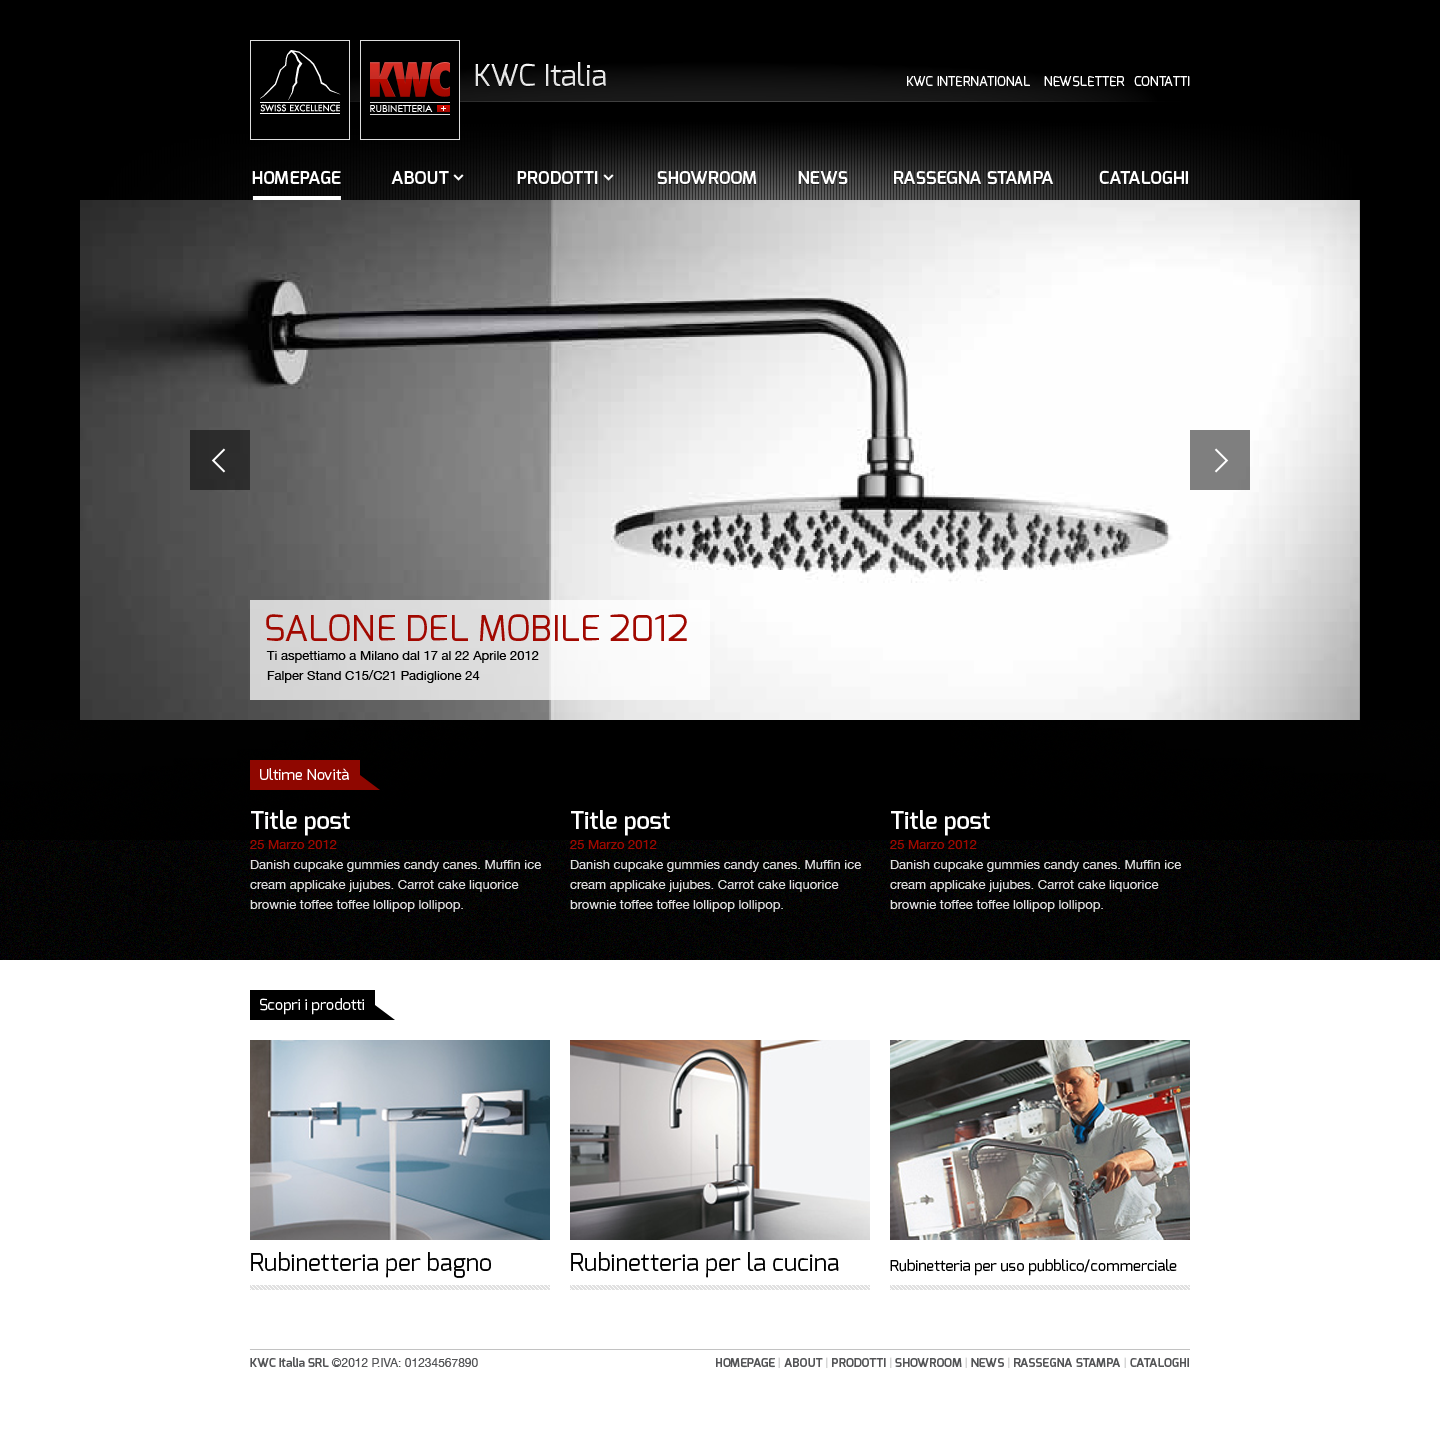 SWISS EXCELLENCE
KWC
RUBINETTERIA
KWC Italia
KWC INTERNATIONAL NEWSLETTER CONTATTI
HOMEPAGE ABOUT PRODOTTI SHOWROOM NEWS RASSEGNA STAMPA CATALOGHI
SALONE DEL MOBILE 2012
Ti aspettiamo a Milano dal 17 al 22 Aprile 2012
Falper Stand C15/C21 Padiglione 24
Ultime Novità
Title post
25 Marzo 2012
Danish cupcake gummies candy canes. Muffin ice
cream applicake jujubes. Carrot cake liquorice
brownie toffee toffee lollipop lollipop.
Title post
25 Marzo 2012
Danish cupcake gummies candy canes. Muffin ice
cream applicake jujubes. Carrot cake liquorice
brownie toffee toffee lollipop lollipop.
Title post
25 Marzo 2012
Danish cupcake gummies candy canes. Muffin ice
cream applicake jujubes. Carrot cake liquorice
brownie toffee toffee lollipop lollipop.
Scopri i prodotti
Rubinetteria per bagno
Rubinetteria per la cucina
Rubinetteria per uso pubblico/commerciale
KWC Italia SRL ©2012 P.IVA: 01234567890
HOMEPAGE | ABOUT | PRODOTTI | SHOWROOM | NEWS | RASSEGNA STAMPA | CATALOGHI